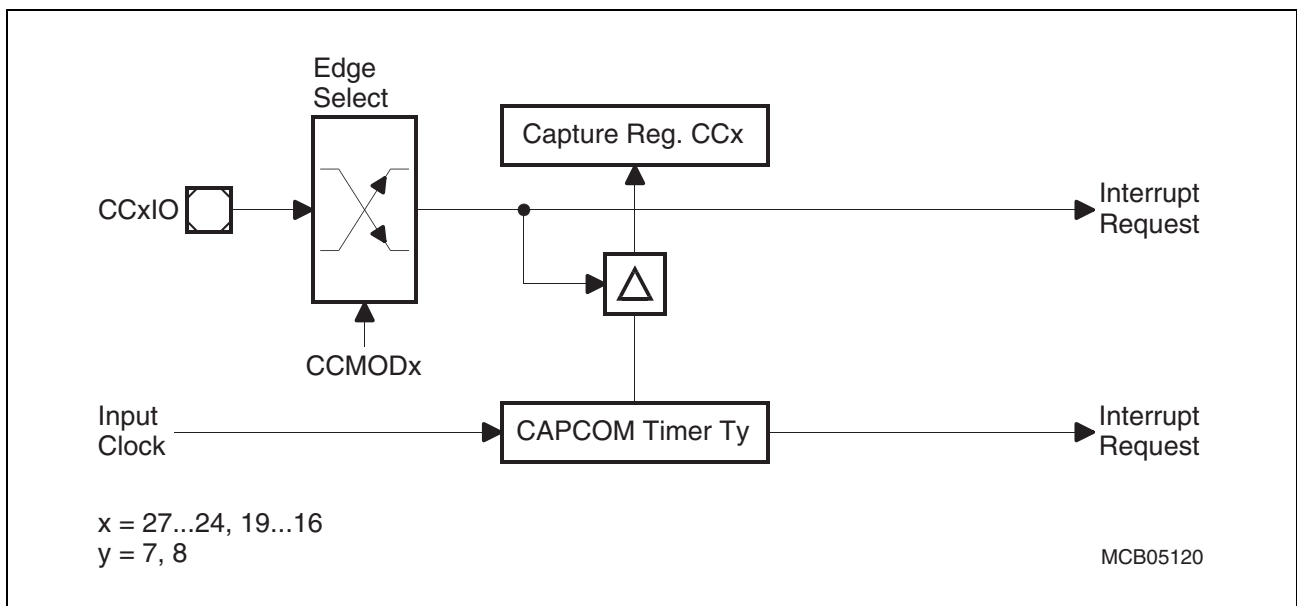 Edge
Select
Capture Reg. CCx
CCxIO
Interrupt
Request
CCMODx
Input
Clock
CAPCOM Timer Ty
Interrupt
Request
x = 27...24, 19...16
y = 7, 8
MCB05120